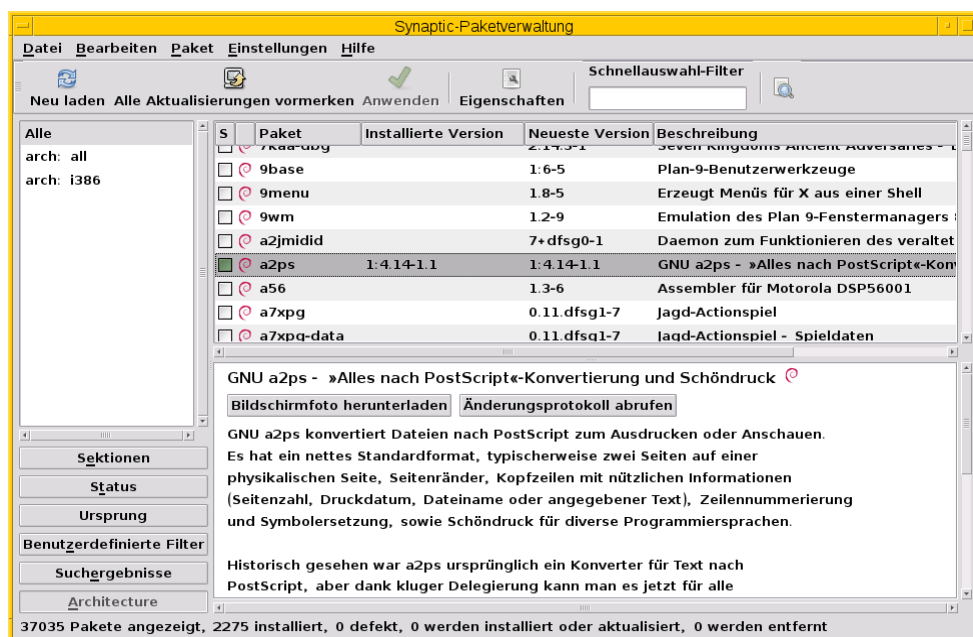 Synaptic-Paketverwaltung
Datei Bearbeiten Paket Einstellungen Hilfe
Neu laden Alle Aktualisierungen vormerken Anwenden Eigenschaften Schnellauswahl-Filter
Alle
arch: all
arch: i386
S Paket Installierte Version Neueste Version Beschreibung
7kaa-dbg 2.14.5-1 Seven Kingdoms Ancient Adversaries -
9base 1:6-5 Plan-9-Benutzerwerkzeuge
9menu 1.8-5 Erzeugt Menüs für X aus einer Shell
9wm 1.2-9 Emulation des Plan 9-Fenstermanagers
a2jmidid 7+dfsg0-1 Daemon zum Funktionieren des veraltet
a2ps 1:4.14-1.1 1:4.14-1.1 GNU a2ps - »Alles nach PostScript«-Kon
a56 1.3-6 Assembler für Motorola DSP56001
a7xpg 0.11.dfsg1-7 Jagd-Actionspiel
a7xpg-data 0.11.dfsg1-7 Jagd-Actionspiel - Spieldaten
GNU a2ps - »Alles nach PostScript«-Konvertierung und Schöndruck
Bildschirmfoto herunterladen Änderungsprotokoll abrufen
GNU a2ps konvertiert Dateien nach PostScript zum Ausdrucken oder Anschauen.
Es hat ein nettes Standardformat, typischerweise zwei Seiten auf einer
physikalischen Seite, Seitenränder, Kopfzeilen mit nützlichen Informationen
(Seitenzahl, Druckdatum, Dateiname oder angegebener Text), Zeilennummerierung
und Symbolersetzung, sowie Schöndruck für diverse Programmiersprachen.
Historisch gesehen war a2ps ursprünglich ein Konverter für Text nach
PostScript, aber dank kluger Delegierung kann man es jetzt für alle
Sektionen
Status
Ursprung
Benutzerdefinierte Filter
Suchergebnisse
Architecture
37035 Pakete angezeigt, 2275 installiert, 0 defekt, 0 werden installiert oder aktualisiert, 0 werden entfernt